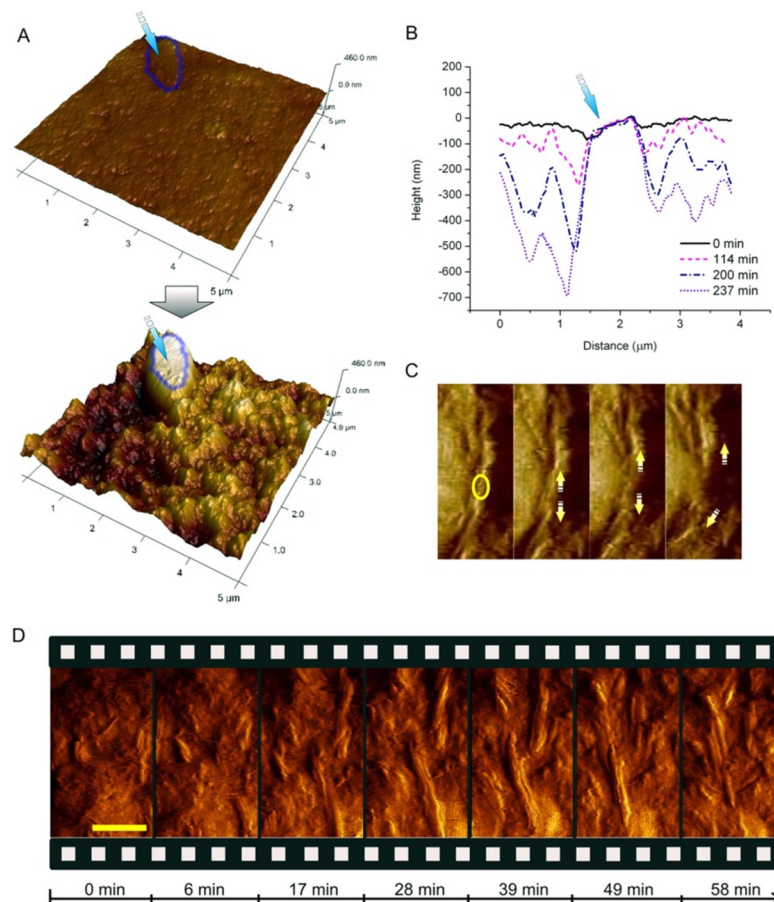 A
460.0 nm
0.0 nm
5 µm
4
3
2
1
1
2
3
4
5 µm
460.0 nm
0.0 nm
5 µm
4.9 µm
4.0
3.0
2.0
1.0
1
2
3
4
5 µm
B
200
100
0
-100
-200
-300
-400
-500
-600
-700
Height (nm)
0 min
114 min
200 min
237 min
0 1 2 3 4
Distance (µm)
C
D
0 min 6 min 17 min 28 min 39 min 49 min 58 min